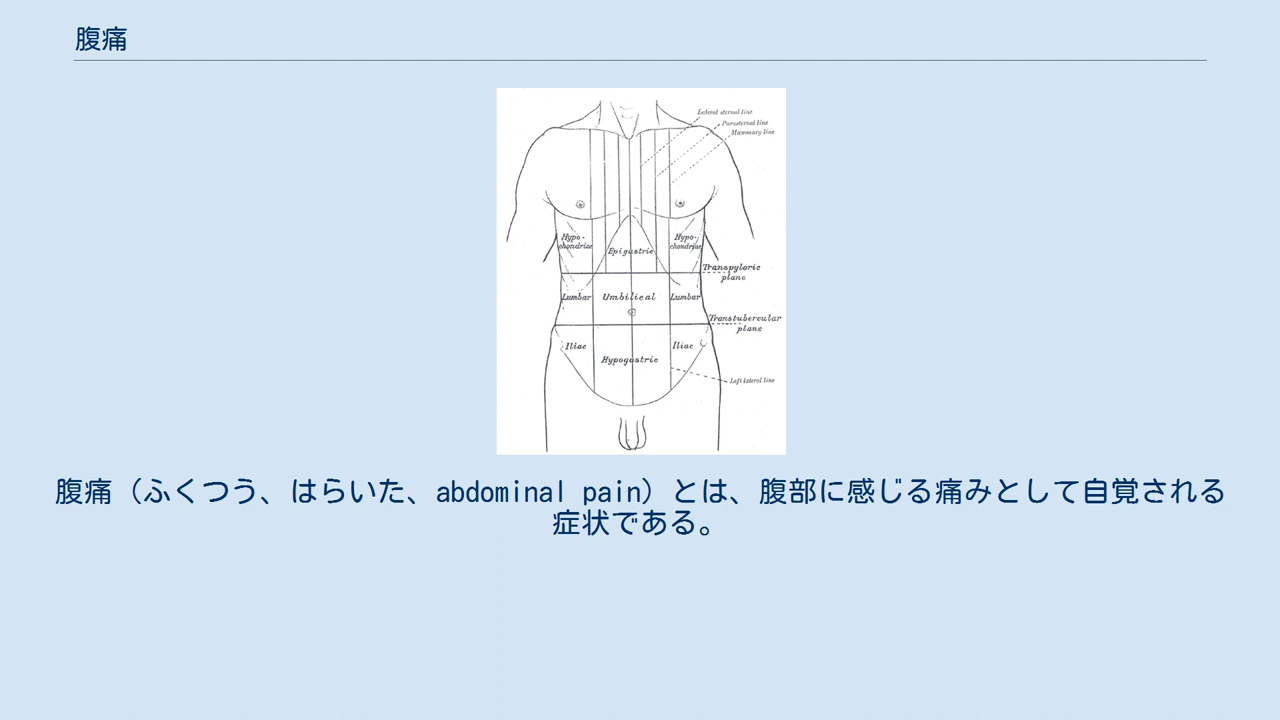 腹痛
Lateral sternal line
Parasternal line
Mammary line
Hypo-
chondriac
Epigastric
Hypo-
chondriac
Transpyloric
plane
Lumbar
Umbilical
Lumbar
Transtubercular
plane
Iliac
Hypogastric
Iliac
Left lateral line
腹痛（ふくつう、はらいた、abdominal pain）とは、腹部に感じる痛みとして自覚される
症状である。